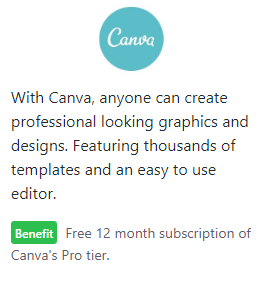 Canva
With Canva, anyone can create
professional looking graphics and
designs. Featuring thousands of
templates and an easy to use
editor.
Benefit Free 12 month subscription of
Canva's Pro tier.